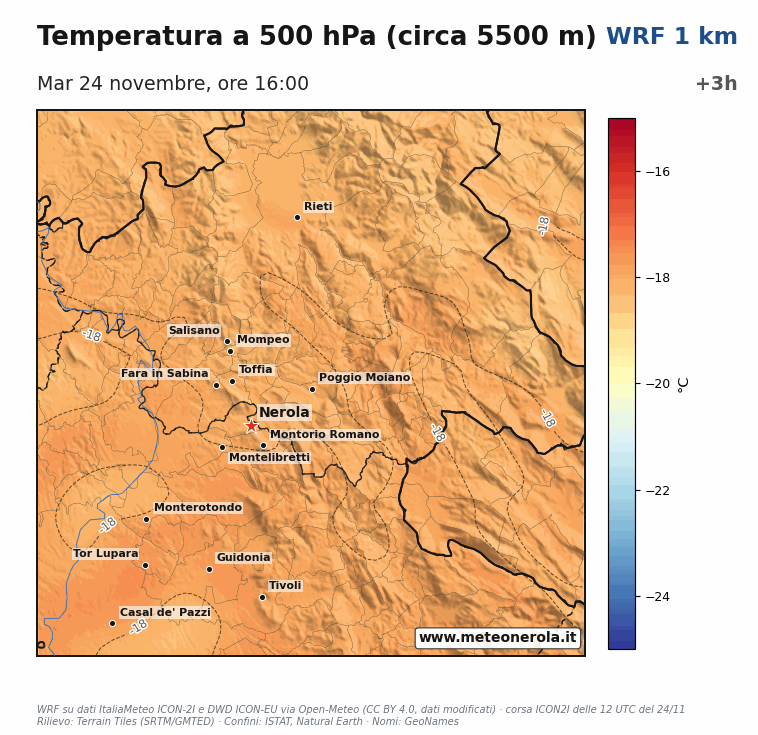 Temperatura a 500 hPa (circa 5500 m) WRF 1 km
Mar 24 novembre, ore 16:00 +3h
Rieti
-18
Salisano
Mompeo
-18
Fara in Sabina
Toffia
Poggio Moiano
Nerola
Montorio Romano
-18
-18
Montelibretti
Monterotondo
-18
Tor Lupara
Guidonia
Tivoli
Casal de' Pazzi
-18
www.meteonerola.it
−16
−18
−20
°C
−22
−24
WRF su dati ItaliaMeteo ICON-2I e DWD ICON-EU via Open-Meteo (CC BY 4.0, dati modificati) · corsa ICON2I delle 12 UTC del 24/11
Rilievo: Terrain Tiles (SRTM/GMTED) · Confini: ISTAT, Natural Earth · Nomi: GeoNames